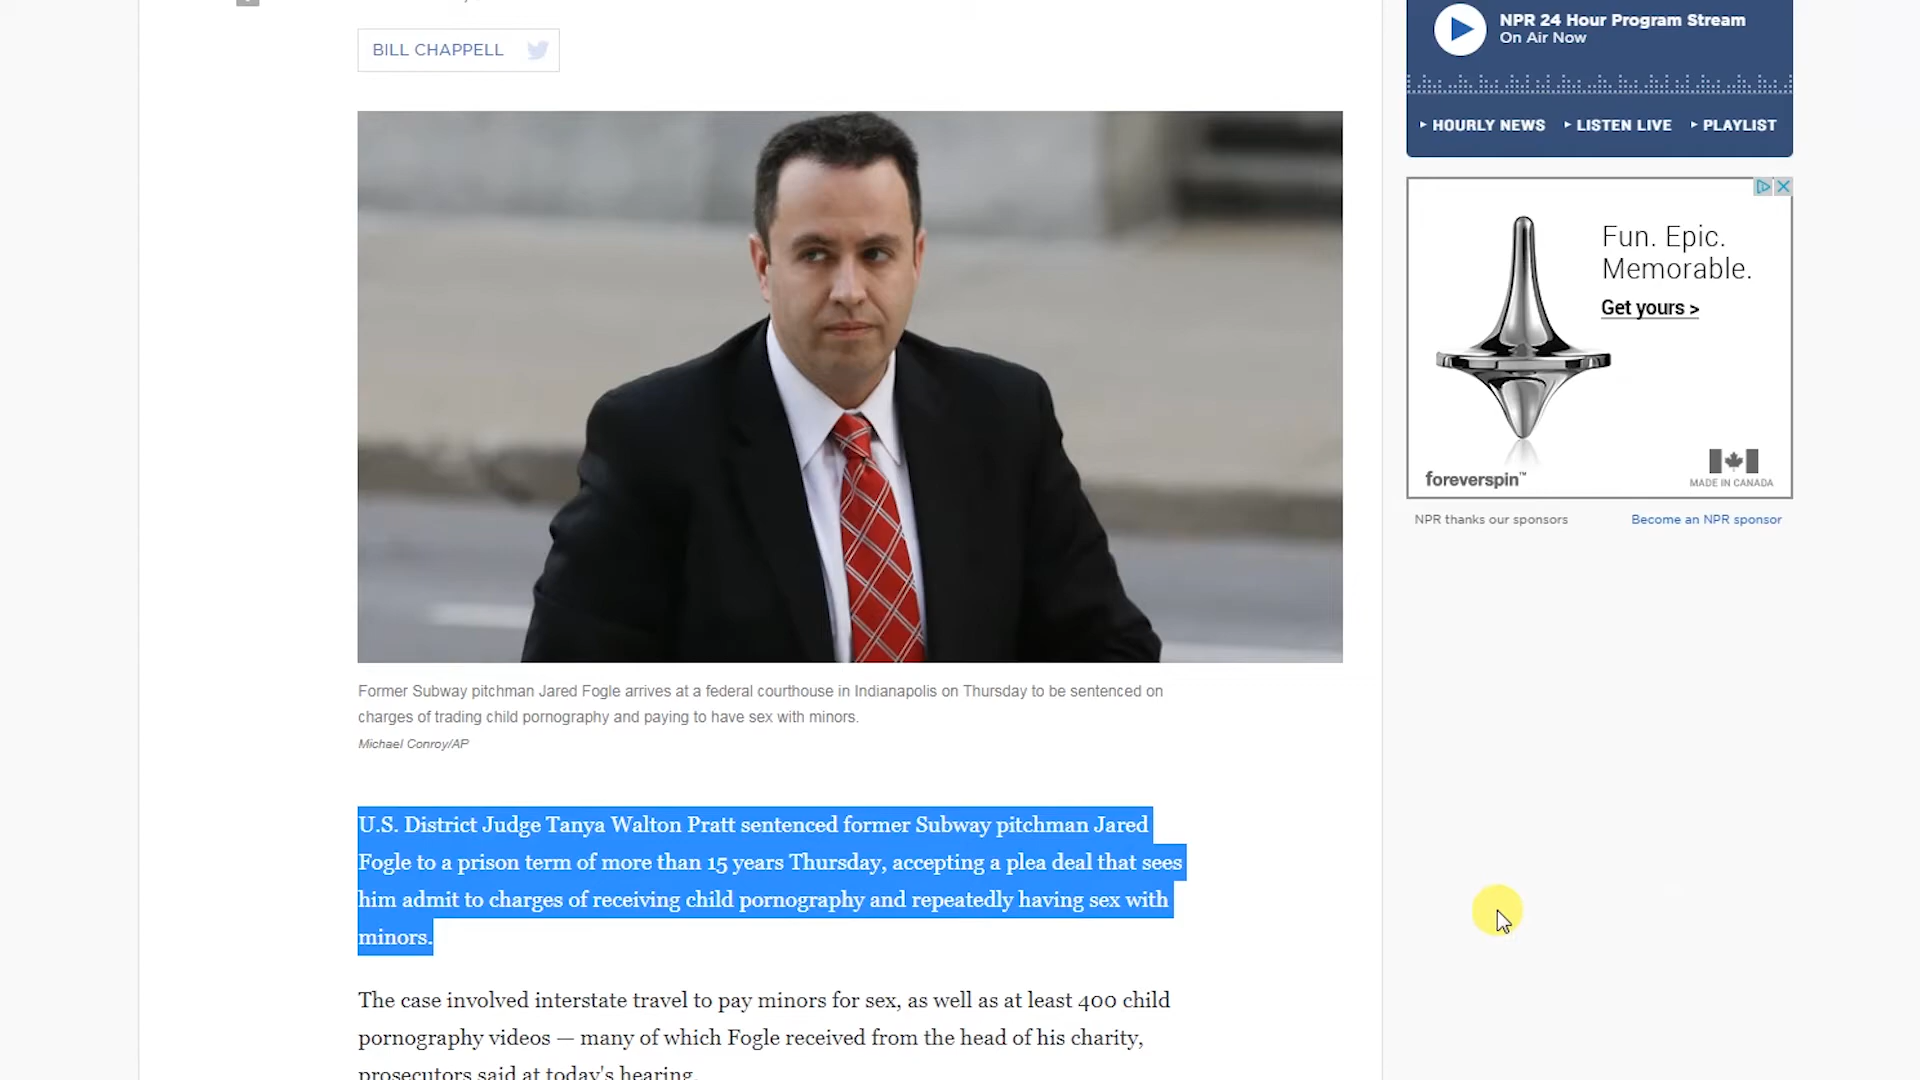 BILL CHAPPELL
NPR 24 Hour Program Stream
On Air Now
HOURLY NEWS LISTEN LIVE PLAYLIST
Fun. Epic.
Memorable.
Get yours >
foreverspin™
MADE IN CANADA
NPR thanks our sponsors Become an NPR sponsor
Former Subway pitchman Jared Fogle arrives at a federal courthouse in Indianapolis on Thursday to be sentenced on
charges of trading child pornography and paying to have sex with minors.
Michael Conroy/AP
U.S. District Judge Tanya Walton Pratt sentenced former Subway pitchman Jared
Fogle to a prison term of more than 15 years Thursday, accepting a plea deal that sees
him admit to charges of receiving child pornography and repeatedly having sex with
minors.
The case involved interstate travel to pay minors for sex, as well as at least 400 child
pornography videos — many of which Fogle received from the head of his charity,
prosecutors said at today's hearing.